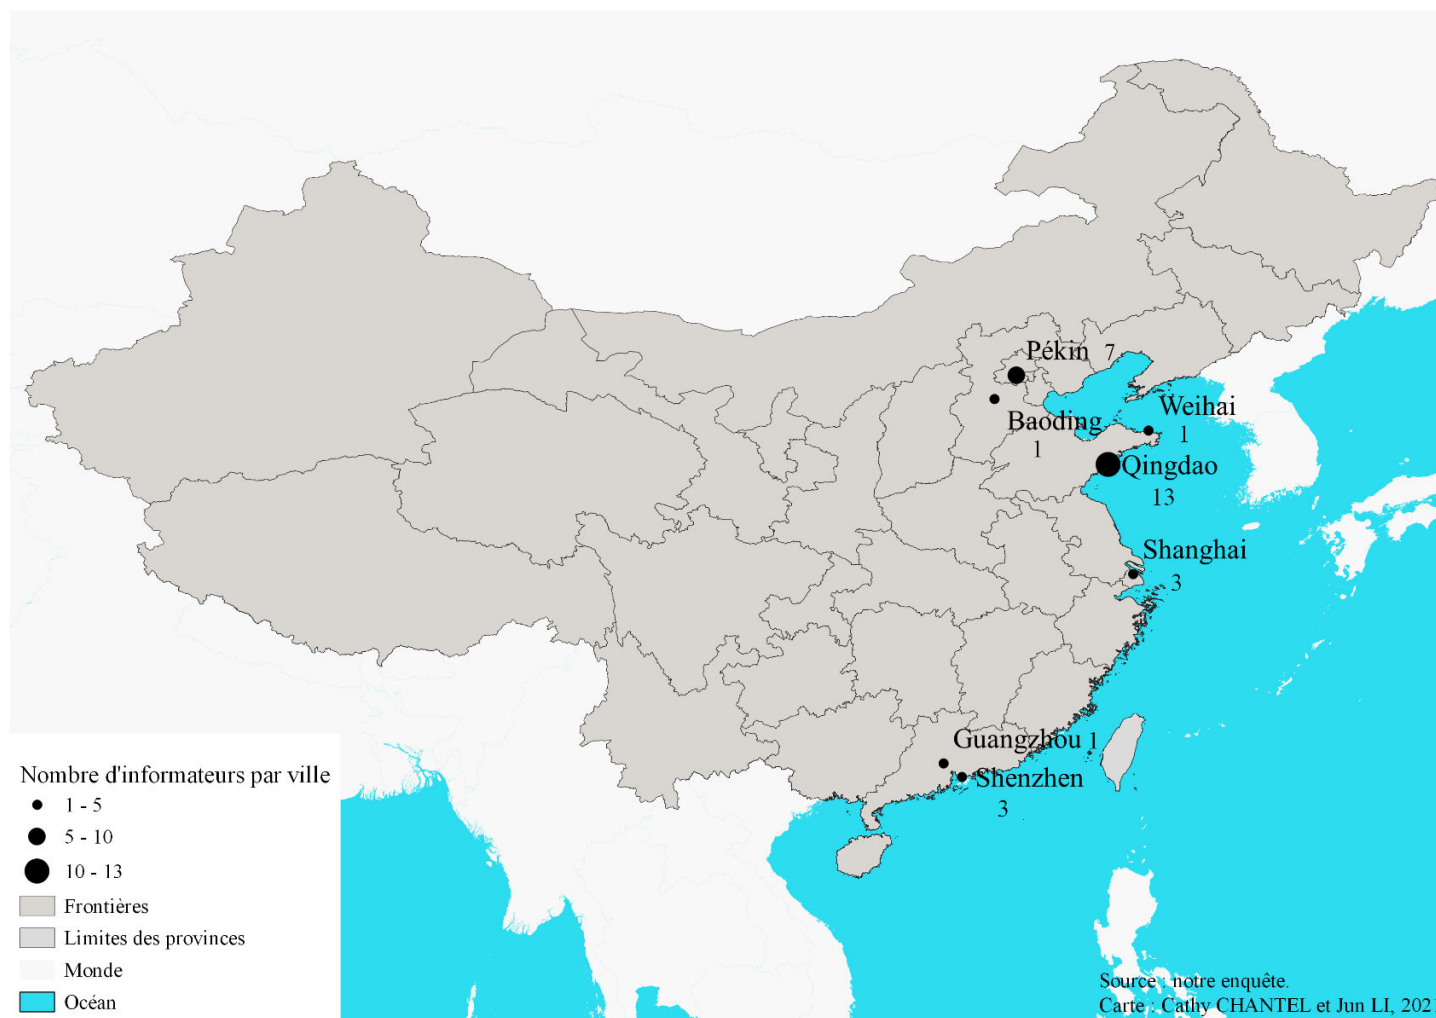 Pékin 7
Baoding
1
Weihai
1
Qingdao
13
Shanghai
3
Guangzhou 1
Shenzhen
3
Nombre d'informateurs par ville
1 - 5
5 - 10
10 - 13
Frontières
Limites des provinces
Monde
Océan
Source : notre enquête.
Carte : Cathy CHANTEL et Jun LI, 202